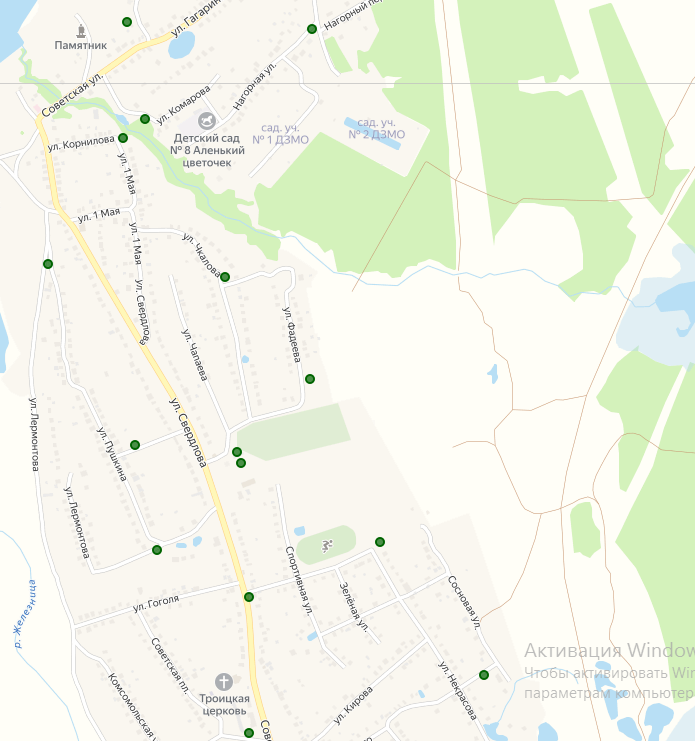 ул. Гагарин
Нагорный пе
Памятник
Советская ул.
Нагорная ул.
ул. Комарова
Детский сад
№ 8 Аленький
цветочек
сад. уч.
№ 1 ДЗМО
сад. уч.
№ 2 ДЗМО
ул. Корнилова
ул. 1 Мая
ул. 1 Мая
ул. 1 Мая
ул. Чкалова
ул. Свердлова
ул. Фадеева
ул. Чапаева
ул. Свердлова
ул. Лермонтова
ул. Пушкина
ул. Лермонтова
р. Железница
Спортивная ул.
Зелёная ул.
Сосновая ул.
ул. Гоголя
Советская пл.
Комсомольская у
Троицкая
церковь
ул. Кирова
ул. Некрасова
Сов
Активация Window
Чтобы активировать Win
параметрам компьютер